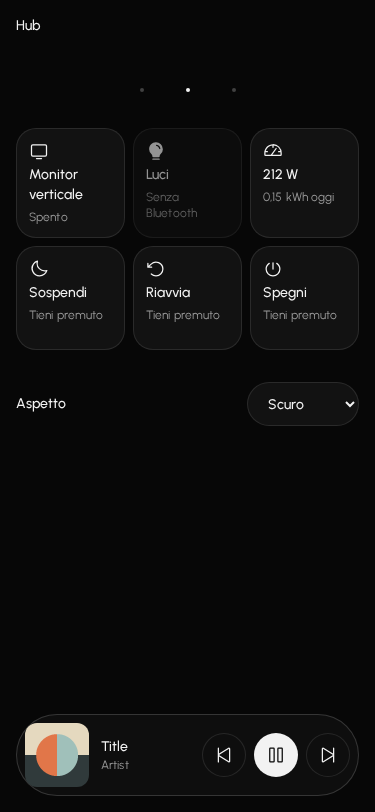 Hub
Monitor
verticale
Spento
Luci
Senza
Bluetooth
212 W
0,15 kWh oggi
Sospendi
Tieni premuto
Riavvia
Tieni premuto
Spegni
Tieni premuto
Aspetto
Scuro
Title
Artist